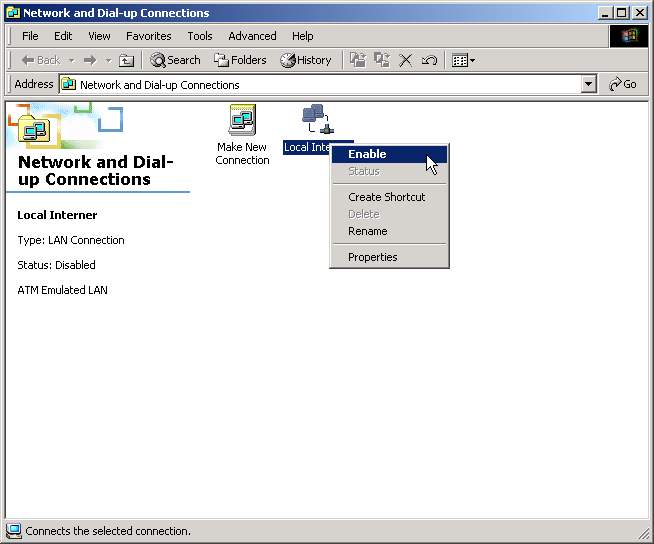 Network and Dial-up Connections
File Edit View Favorites Tools Advanced Help
Back Search Folders History
Address Network and Dial-up Connections Go
Network and Dial-
up Connections
Local Interner
Type: LAN Connection
Status: Disabled
ATM Emulated LAN
Make New
Connection
Local
Enable
Status
Create Shortcut
Delete
Rename
Properties
Connects the selected connection.